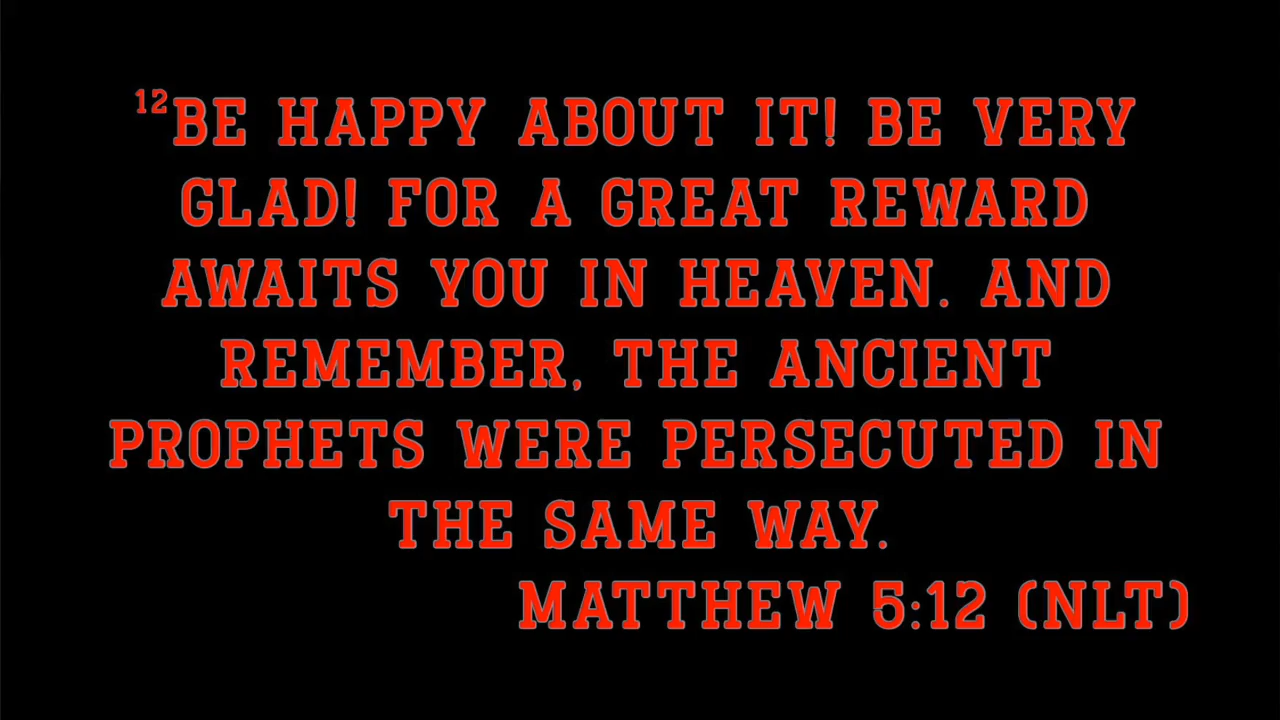 12BE HAPPY ABOUT IT! BE VERY
GLAD! FOR A GREAT REWARD
AWAITS YOU IN HEAVEN. AND
REMEMBER, THE ANCIENT
PROPHETS WERE PERSECUTED IN
THE SAME WAY.
MATTHEW 5:12 (NLT)